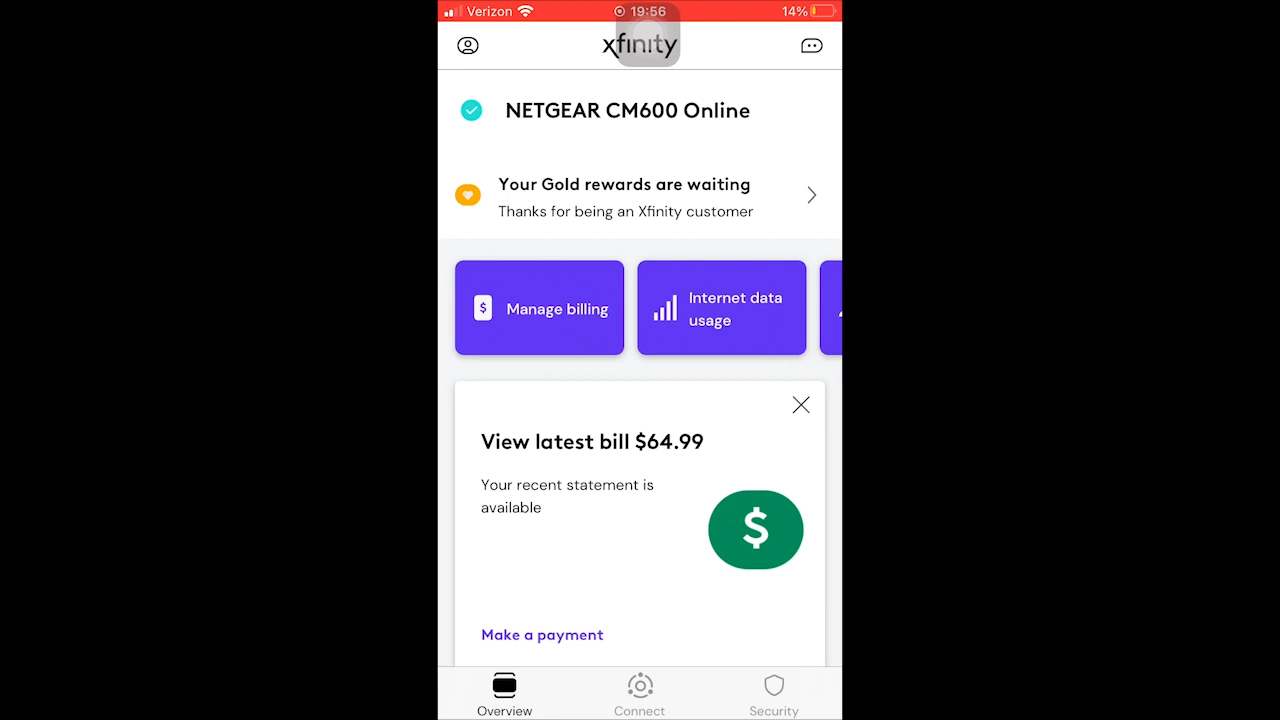 Verizon 19:56 14%
xfinity
NETGEAR CM600 Online
Your Gold rewards are waiting
Thanks for being an Xfinity customer
$ Manage billing
Internet data
usage
View latest bill $64.99
Your recent statement is
available
$
Make a payment
Overview Connect Security